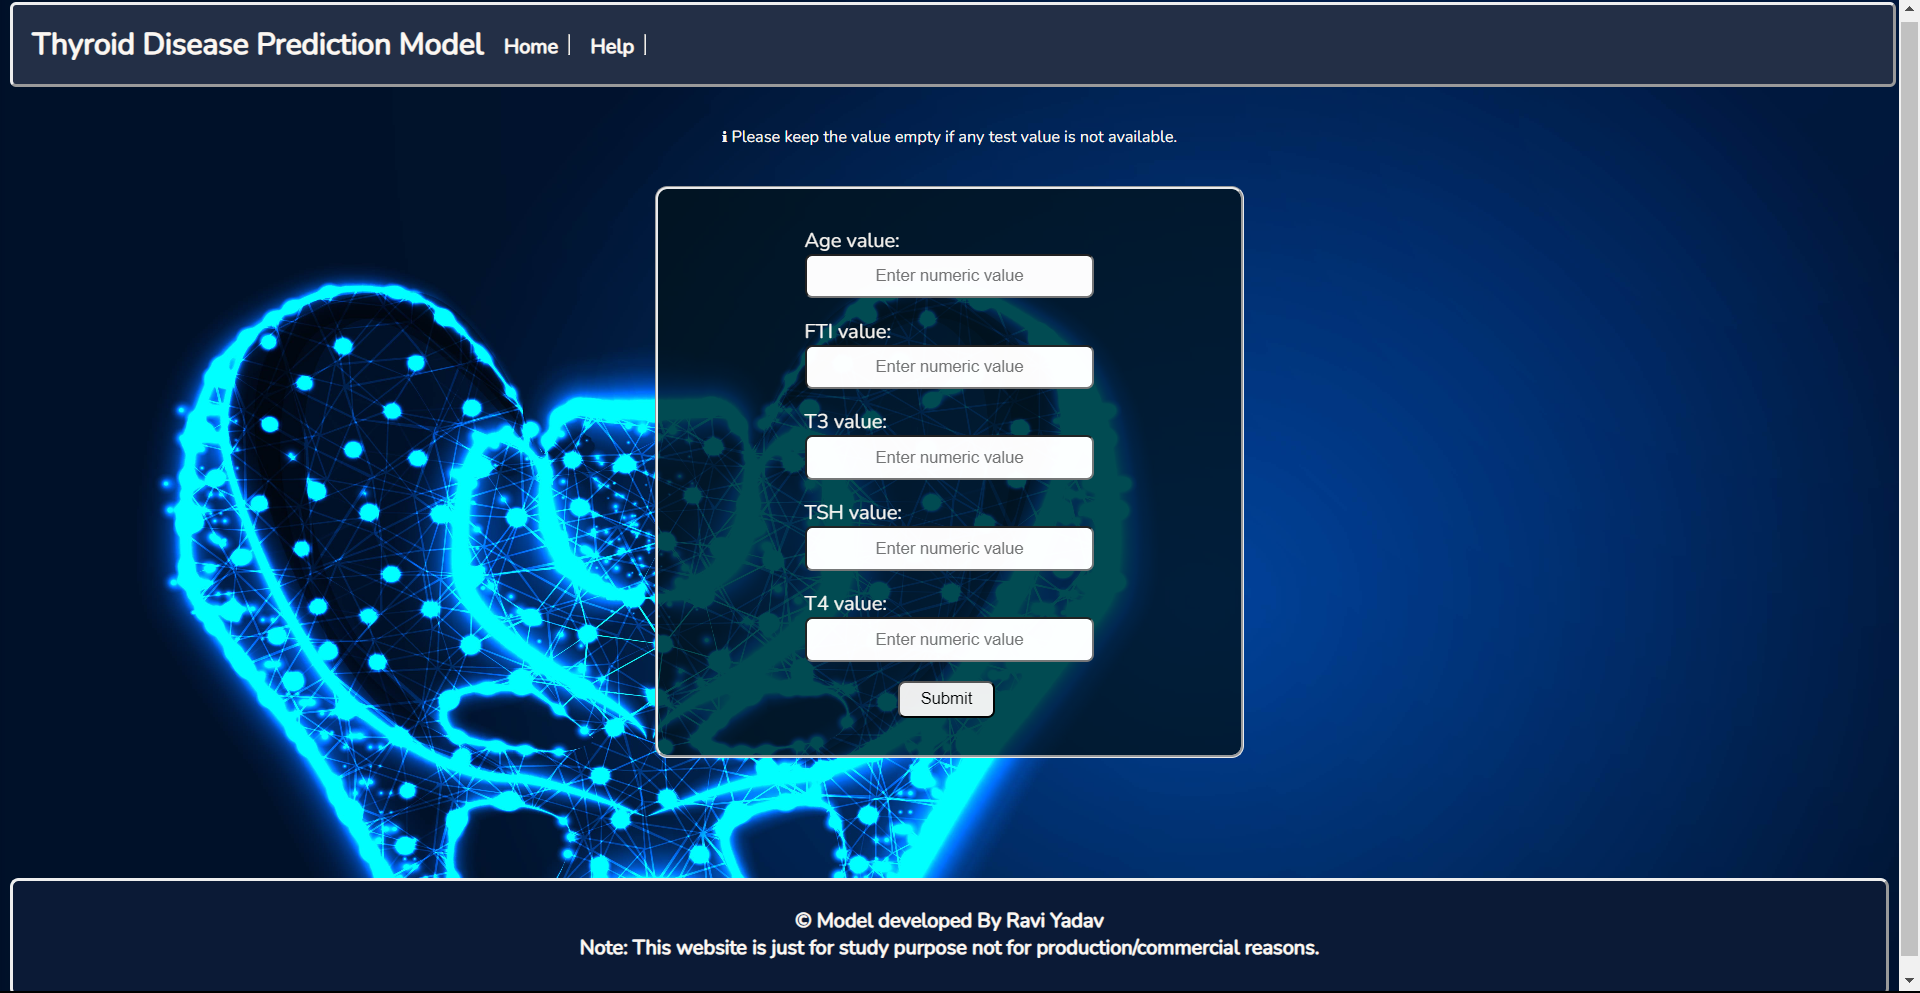 Thyroid Disease Prediction Model Home | Help |
ℹ Please keep the value empty if any test value is not available.
Age value:
Enter numeric value
FTI value:
Enter numeric value
T3 value:
Enter numeric value
TSH value:
Enter numeric value
T4 value:
Enter numeric value
Submit
© Model developed By Ravi Yadav
Note: This website is just for study purpose not for production/commercial reasons.